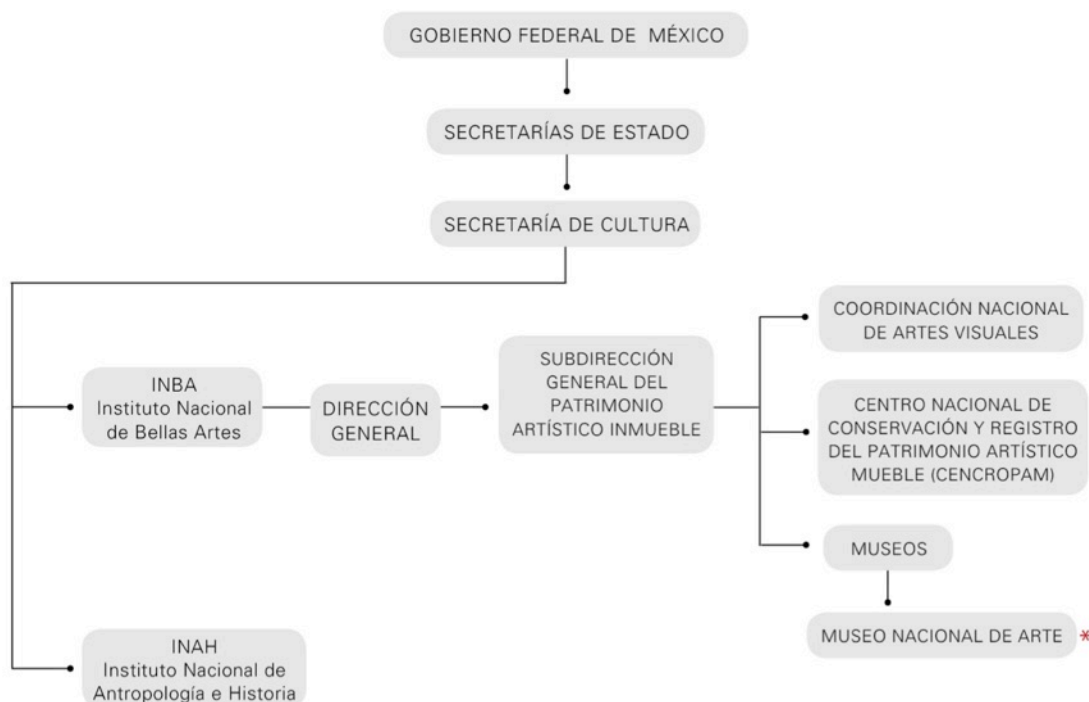 GOBIERNO FEDERAL DE MÉXICO
SECRETARÍAS DE ESTADO
SECRETARÍA DE CULTURA
INBA
Instituto Nacional
de Bellas Artes
DIRECCIÓN
GENERAL
SUBDIRECCIÓN
GENERAL DEL
PATRIMONIO
ARTÍSTICO INMUEBLE
COORDINACIÓN NACIONAL
DE ARTES VISUALES
CENTRO NACIONAL DE
CONSERVACIÓN Y REGISTRO
DEL PATRIMONIO ARTÍSTICO
MUEBLE (CENCROPAM)
MUSEOS
MUSEO NACIONAL DE ARTE *
INAH
Instituto Nacional de
Antropología e Historia